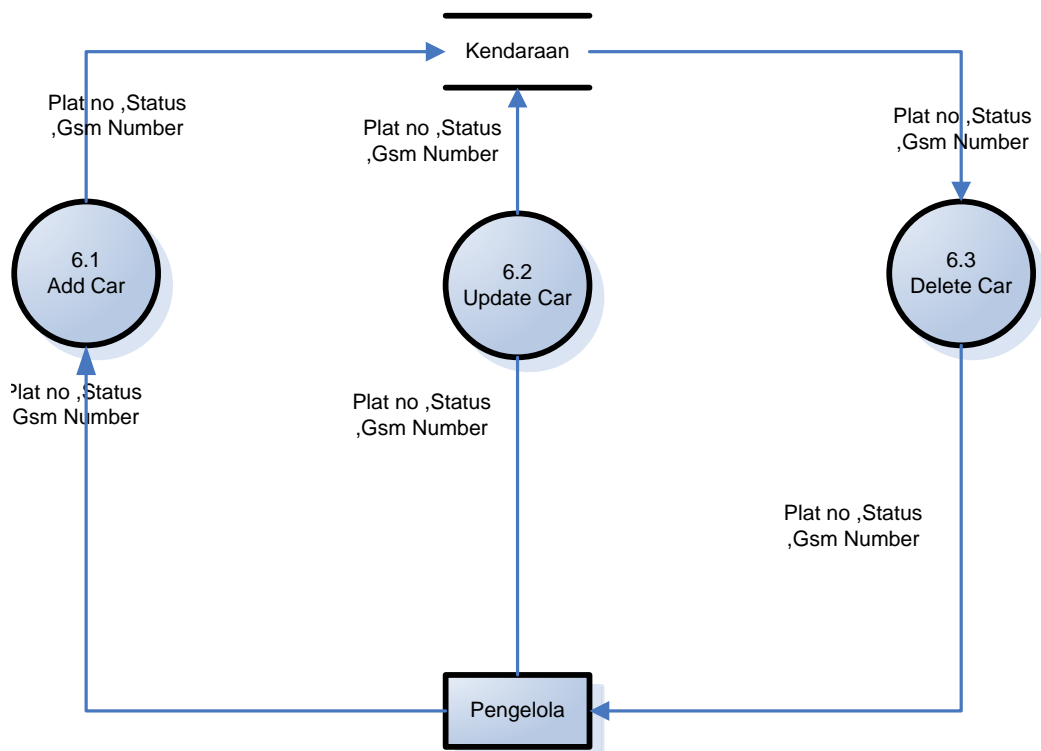 Kendaraan
Plat no ,Status
,Gsm Number
Plat no ,Status
,Gsm Number
Plat no ,Status
,Gsm Number
6.1
Add Car
6.2
Update Car
6.3
Delete Car
Plat no ,Status
,Gsm Number
Plat no ,Status
,Gsm Number
Plat no ,Status
,Gsm Number
Pengelola